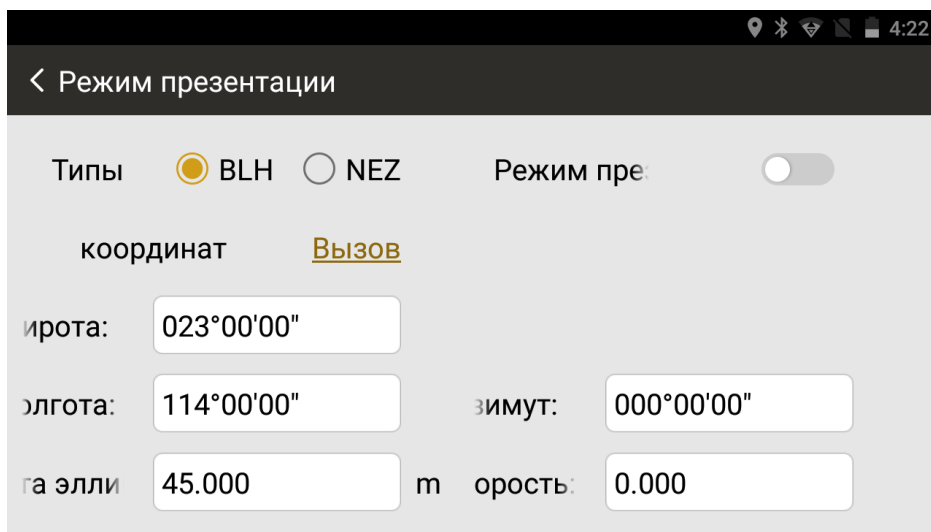 4:22
Режим презентации
Типы BLH NEZ Режим пре
координат Вызов
ирота: 023°00'00"
олгота: 114°00'00" зимут: 000°00'00"
та элли 45.000 m орость: 0.000